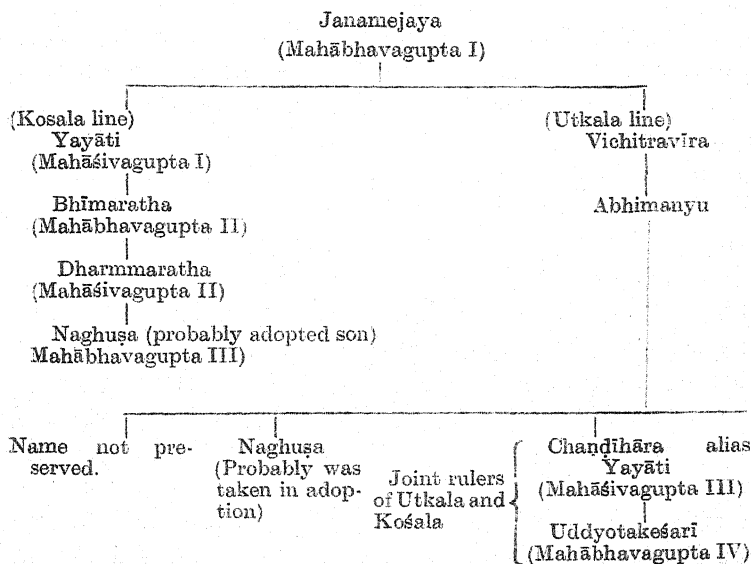 Janamejaya
(Mahābhavagupta I)
(Kosala line)
Yayāti
(Mahāśivagupta I)
Bhīmaratha
(Mahābhavagupta II)
Dharmmaratha
(Mahāśivagupta II)
Naghuṣa (probably adopted son)
Mahābhavagupta III)
(Utkala line)
Vichitravīra
Abhimanyu
Name not pre-
served.
Naghuṣa
(Probably was
taken in adop-
tion)
Joint rulers
of Utkala and
Kośala
Chaṇḍīhāra alias
Yayāti
(Mahāśivagupta III)
Uddyotakeśarī
(Mahābhavagupta IV)